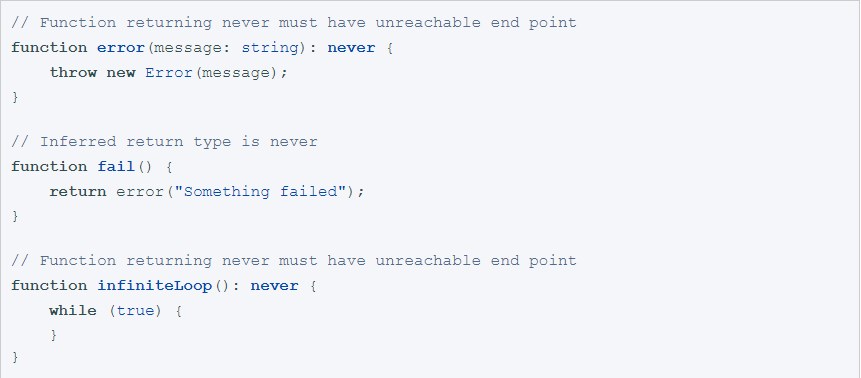 // Function returning never must have unreachable end point
function error(message: string): never {
    throw new Error(message);
}
// Inferred return type is never
function fail() {
    return error("Something failed");
}
// Function returning never must have unreachable end point
function infiniteLoop(): never {
    while (true) {
    }
}